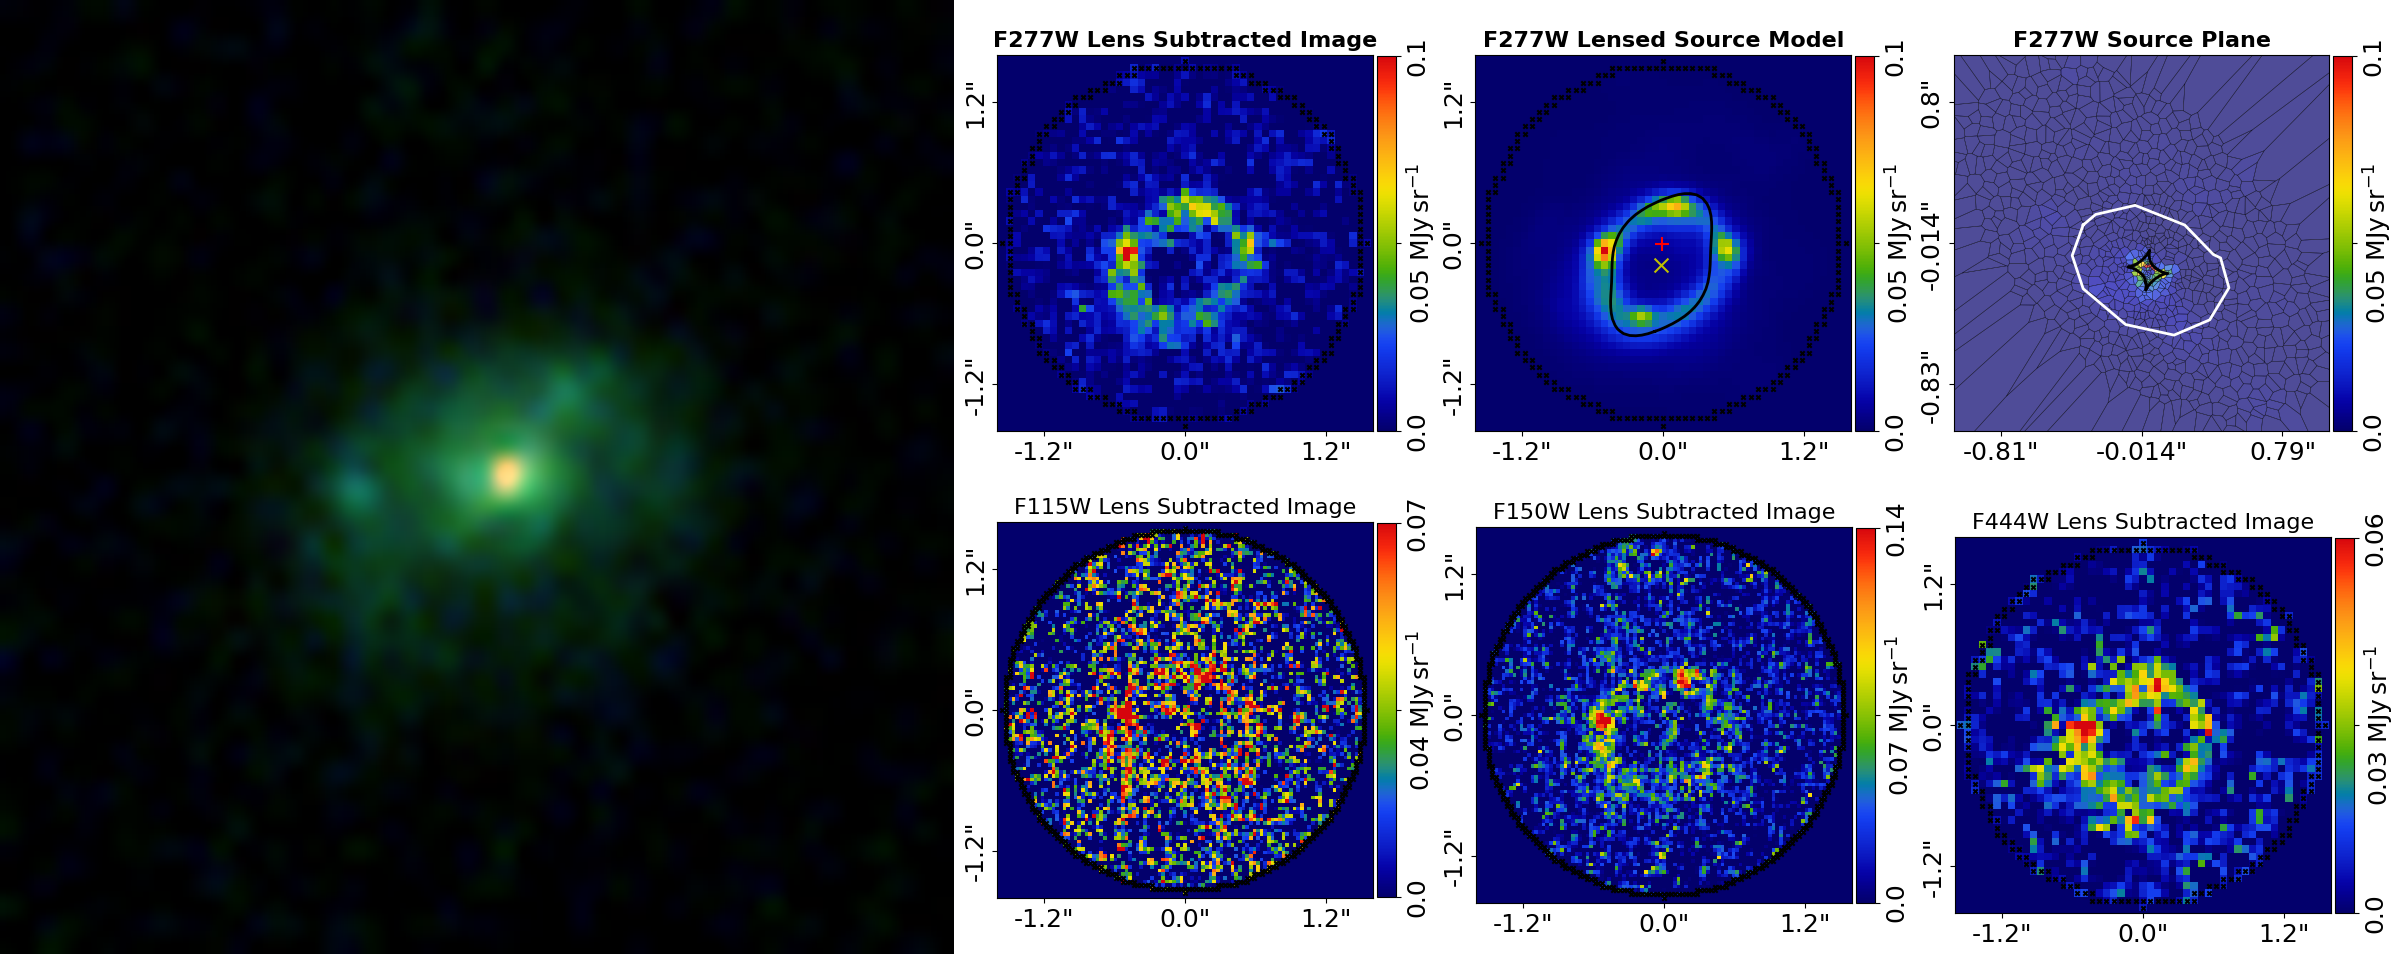 F277W Lens Subtracted Image
1.2"
0.0"
-1.2"
-1.2" 0.0" 1.2"
0.1
0.05 MJy sr⁻¹
0.0
F277W Lensed Source Model
1.2"
0.0"
-1.2"
-1.2" 0.0" 1.2"
0.1
0.05 MJy sr⁻¹
0.0
F277W Source Plane
0.8"
-0.014"
-0.83"
-0.81" -0.014" 0.79"
0.1
0.05 MJy sr⁻¹
0.0
F115W Lens Subtracted Image
1.2"
0.0"
-1.2"
-1.2" 0.0" 1.2"
0.07
0.04 MJy sr⁻¹
0.0
F150W Lens Subtracted Image
1.2"
0.0"
-1.2"
-1.2" 0.0" 1.2"
0.14
0.07 MJy sr⁻¹
0.0
F444W Lens Subtracted Image
1.2"
0.0"
-1.2"
-1.2" 0.0" 1.2"
0.06
0.03 MJy sr⁻¹
0.0